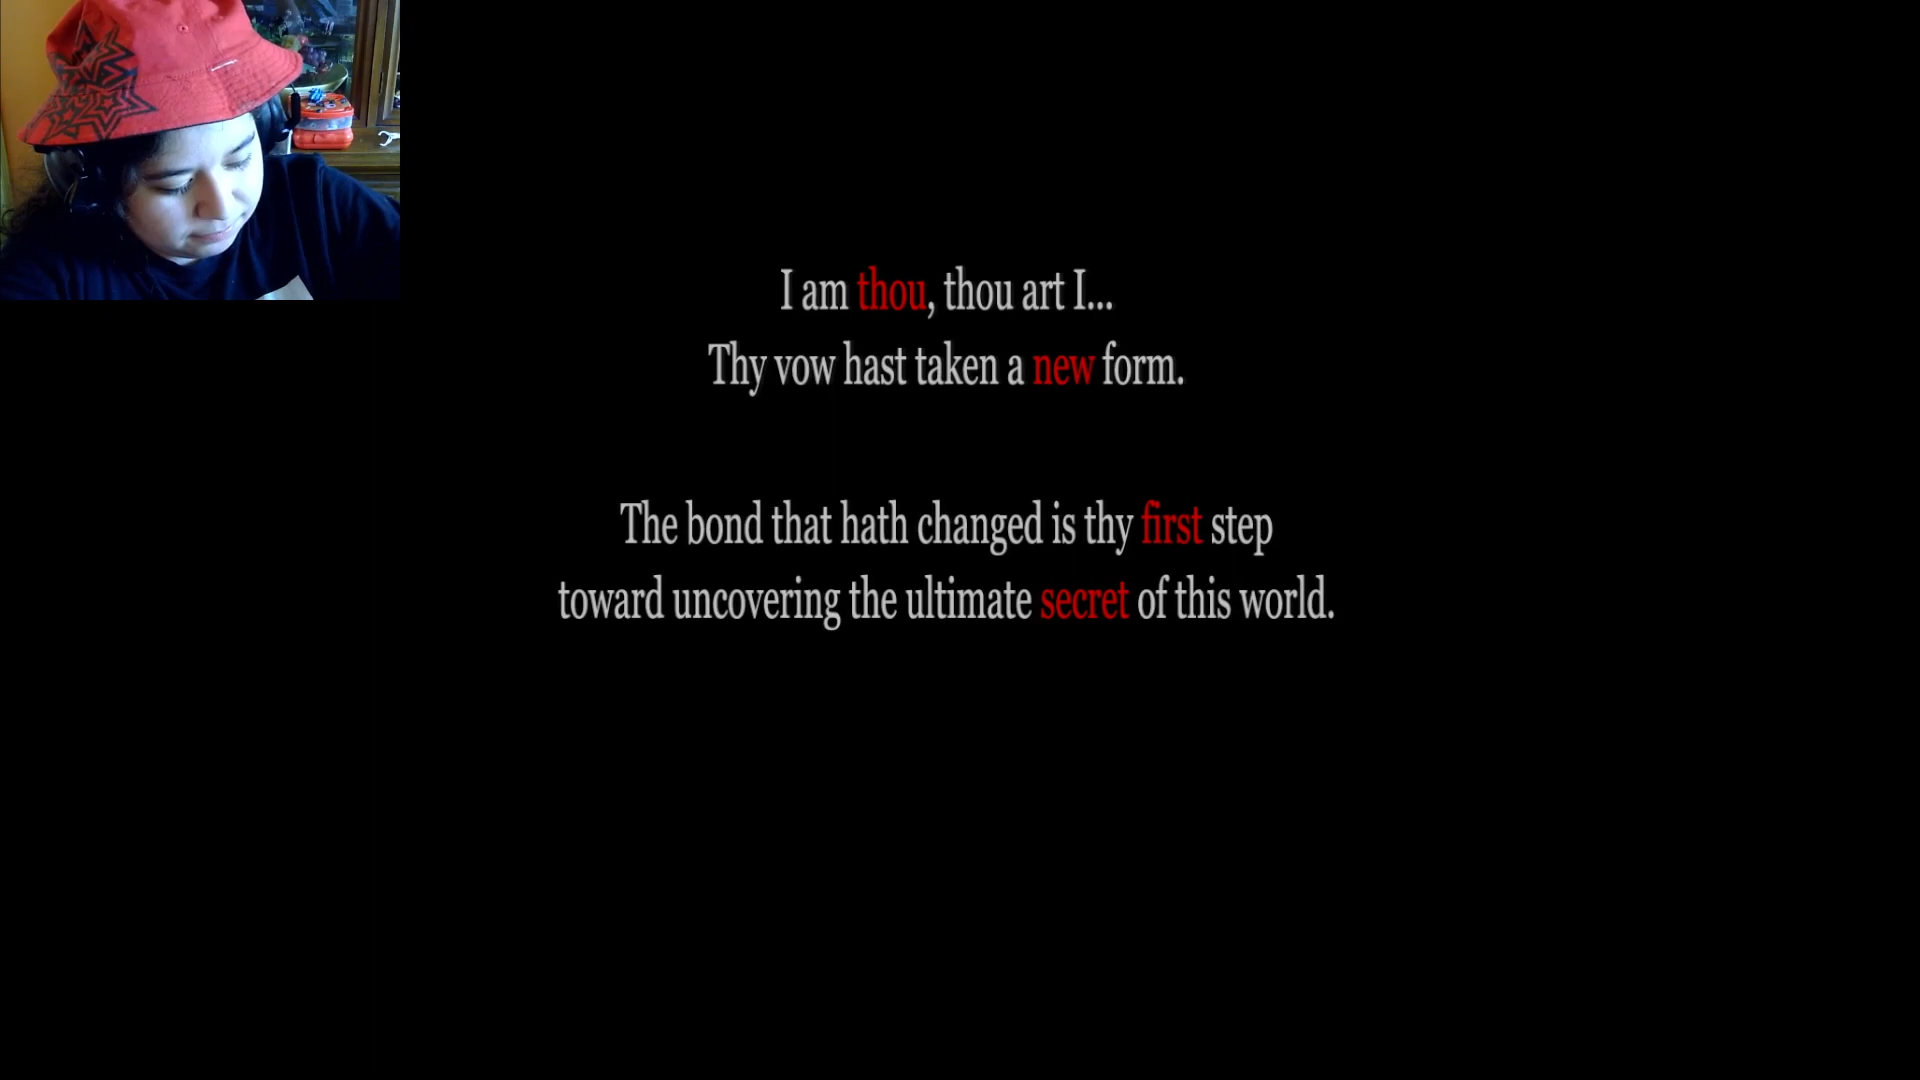 I am thou, thou art I...
Thy vow hast taken a new form.
The bond that hath changed is thy first step
toward uncovering the ultimate secret of this world.